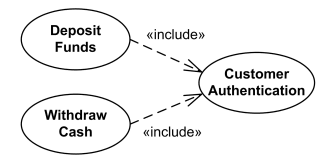 Deposit
Funds
«include»
Customer
Authentication
Withdraw
Cash
«include»